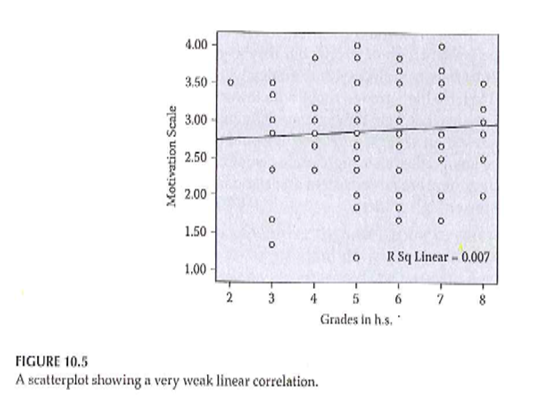 4.00
3.50
3.00
2.50
2.00
1.50
1.00
Motivation Scale
R Sq Linear = 0.007
2 3 4 5 6 7 8
Grades in h.s.
FIGURE 10.5
A scatterplot showing a very weak linear correlation.